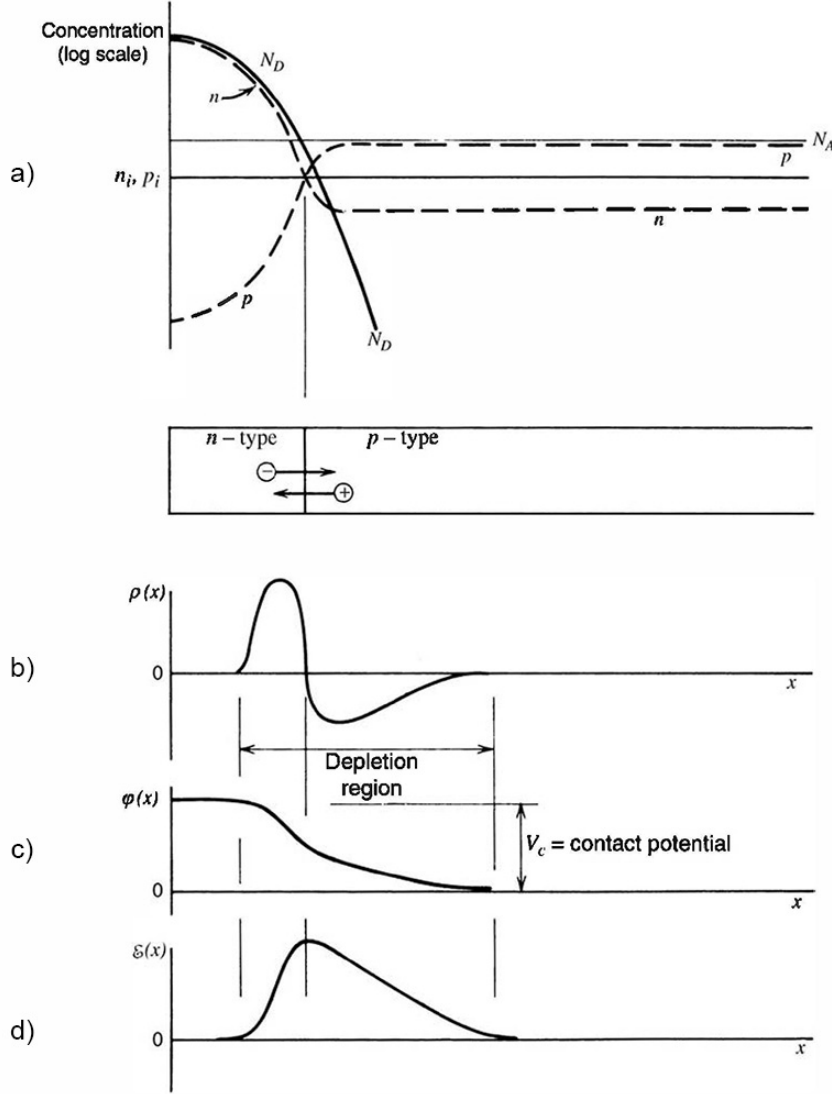 Concentration
(log scale)
N_D
n
N_A
p
a)
n_i, p_i
n
p
N_D
n – type
p – type
−
+
ρ(x)
b)
0
x
Depletion
region
φ(x)
c)
V_c = contact potential
0
x
ℰ(x)
d)
0
x